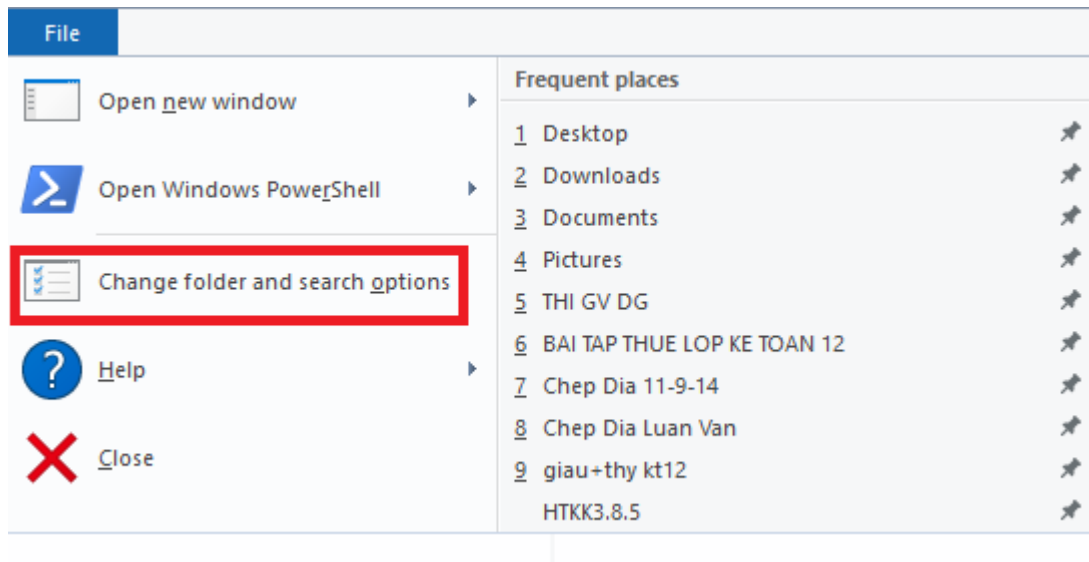 File
Open new window
Open Windows PowerShell
Change folder and search options
Help
Close
Frequent places
1 Desktop
2 Downloads
3 Documents
4 Pictures
5 THI GV DG
6 BAI TAP THUE LOP KE TOAN 12
7 Chep Dia 11-9-14
8 Chep Dia Luan Van
9 giau+thy kt12
HTKK3.8.5